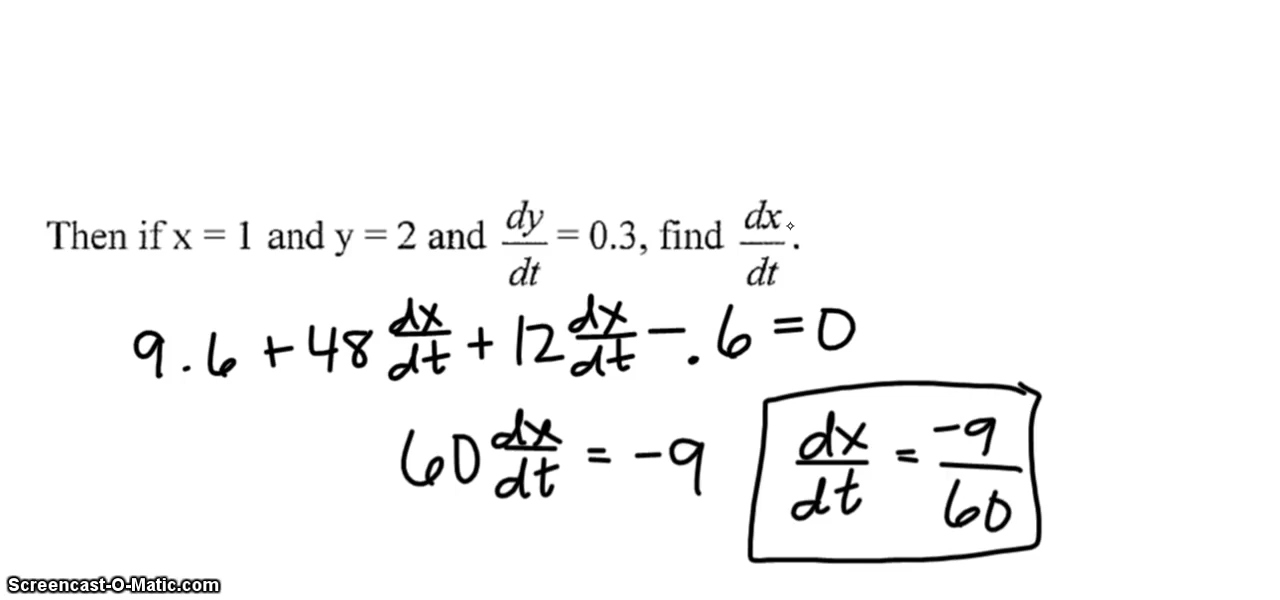 Then if x = 1 and y = 2 and dy/dt = 0.3, find dx/dt.
9.6 + 48 dx/dt + 12 dx/dt - .6 = 0
60 dx/dt = -9
dx/dt = -9/60
Screencast-O-Matic.com